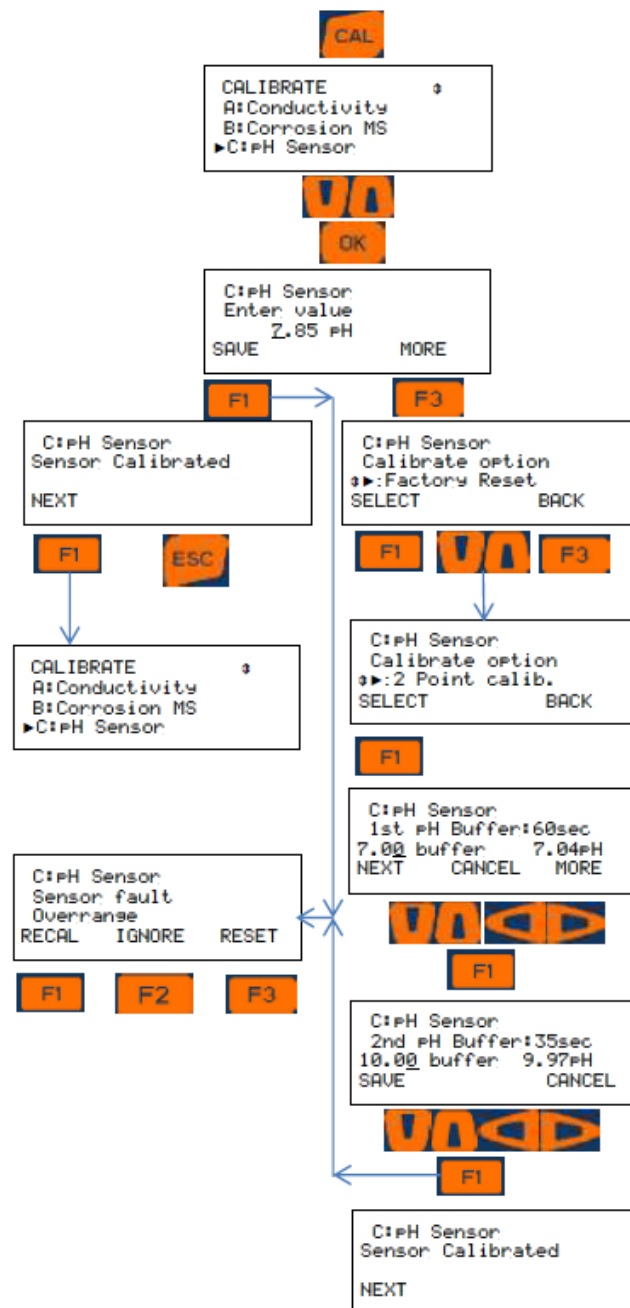 CAL
CALIBRATE ⇕
A:Conductivity
B:Corrosion MS
►C:pH Sensor
OK
C:pH Sensor
Enter value
7.85 pH
SAVE MORE
F1 F3
C:pH Sensor
Sensor Calibrated
NEXT
F1 ESC
CALIBRATE ⇕
A:Conductivity
B:Corrosion MS
►C:pH Sensor
C:pH Sensor
Calibrate option
⇕►:Factory Reset
SELECT BACK
F1 F3
C:pH Sensor
Calibrate option
⇕►:2 Point calib.
SELECT BACK
F1
C:pH Sensor
1st pH Buffer:60sec
7.00 buffer 7.04pH
NEXT CANCEL MORE
F1
C:pH Sensor
2nd pH Buffer:35sec
10.00 buffer 9.97pH
SAVE CANCEL
F1
C:pH Sensor
Sensor Calibrated
NEXT
C:pH Sensor
Sensor fault
Overrange
RECAL IGNORE RESET
F1 F2 F3